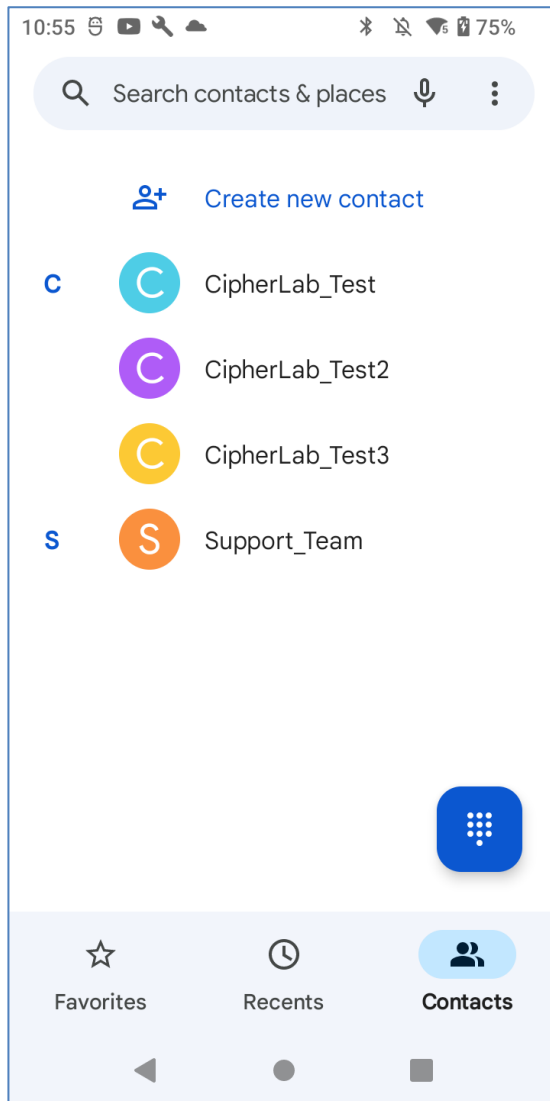 10:55 75%
Search contacts & places
Create new contact
C
C CipherLab_Test
C CipherLab_Test2
C CipherLab_Test3
S
S Support_Team
Favorites Recents Contacts